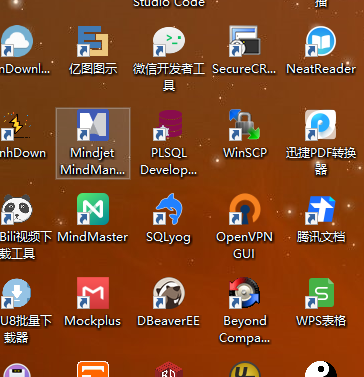 Studio Code
nDownl...
亿图图示
微信开发者工
具
SecureCR...
NeatReader
nhDown
Mindjet
MindMan...
PLSQL
Develop...
WinSCP
迅捷PDF转换
器
Bili视频下
载工具
MindMaster
SQLyog
OpenVPN
GUI
腾讯文档
U8批量下
载器
Mockplus
DBeaverEE
Beyond
Compa...
WPS表格